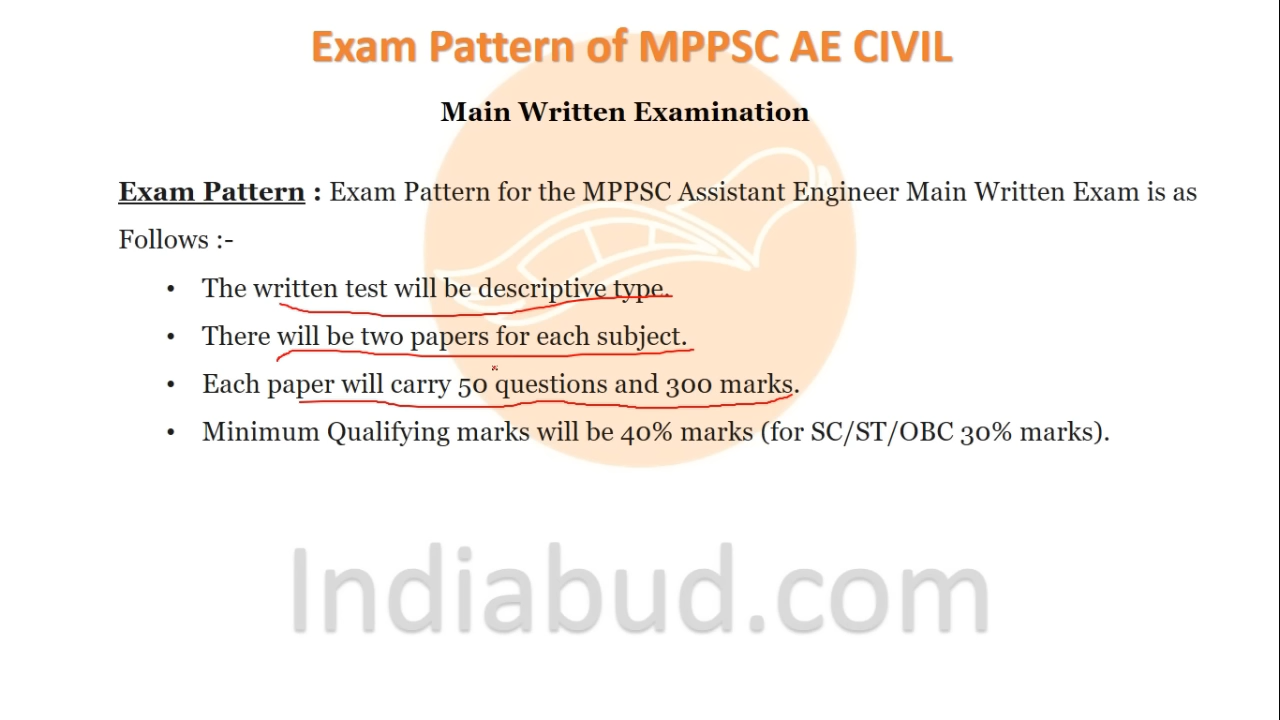 Exam Pattern of MPPSC AE CIVIL
Main Written Examination
Exam Pattern : Exam Pattern for the MPPSC Assistant Engineer Main Written Exam is as
Follows :-
• The written test will be descriptive type.
• There will be two papers for each subject.
• Each paper will carry 50 questions and 300 marks.
• Minimum Qualifying marks will be 40% marks (for SC/ST/OBC 30% marks).
Indiabud.com